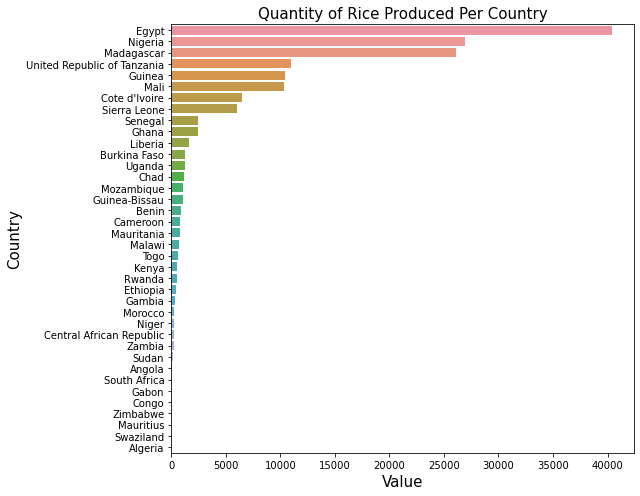 Quantity of Rice Produced Per Country
Egypt
Nigeria
Madagascar
United Republic of Tanzania
Guinea
Mali
Cote d'Ivoire
Sierra Leone
Senegal
Ghana
Liberia
Burkina Faso
Uganda
Chad
Mozambique
Guinea-Bissau
Benin
Cameroon
Mauritania
Malawi
Togo
Kenya
Rwanda
Ethiopia
Gambia
Morocco
Niger
Central African Republic
Zambia
Sudan
Angola
South Africa
Gabon
Congo
Zimbabwe
Mauritius
Swaziland
Algeria
Country
0 5000 10000 15000 20000 25000 30000 35000 40000
Value